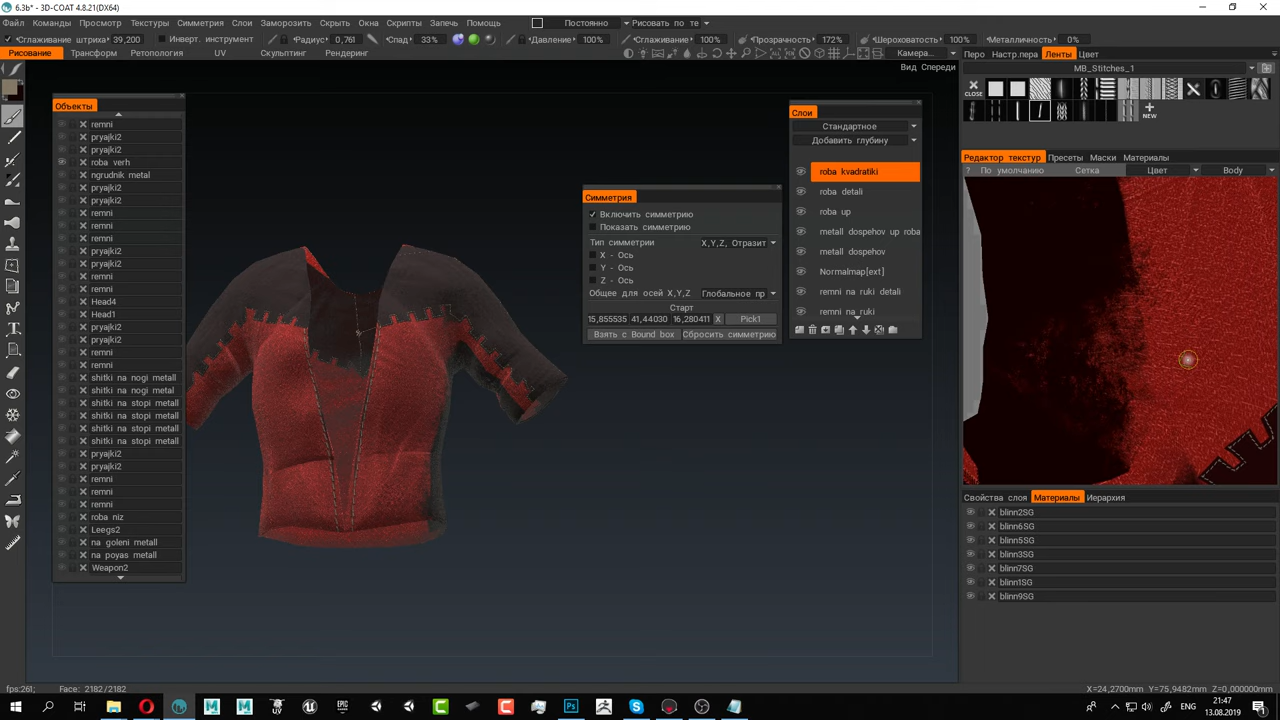 6.3b* - 3D-COAT 4.8.21(DX64)
Файл Команды Просмотр Текстуры Симметрия Слои Заморозить Скрыть Окна Скрипты Запечь Помощь Постоянно Рисовать по те
Сглаживание штриха 39,200 Инверт. инструмент Радиус: 0,761 Спад: 33% Давление: 100% Сглаживание: 100% Прозрачность: 172% Шероховатость: 100% Металличность: 0%
Рисование Трансформ Ретопология UV Скульптинг Рендеринг Камера...
Вид Спереди
Перо Настр.пера Ленты Цвет
MB_Stitches_1
CLOSE
NEW
Объекты
remni
pryajki2
pryajki2
roba verh
ngrudnik metal
pryajki2
pryajki2
remni
remni
remni
pryajki2
pryajki2
remni
remni
Head4
Head1
pryajki2
pryajki2
remni
remni
shitki na nogi metall
shitki na nogi metal
shitki na stopi metall
shitki na stopi metal
shitki na stopi metall
shitki na stopi metal
pryajki2
pryajki2
remni
remni
remni
roba niz
Leegs2
na goleni metall
na poyas metall
Weapon2
Симметрия
Включить симметрию
Показать симметрию
Тип симметрии X,Y,Z, Отразит
X - Ось
Y - Ось
Z - Ось
Общее для осей X,Y,Z Глобальное пр
Старт
15,855535 41,44030 16,280411 X Pick1
Взять с Bound box Сбросить симметрию
Слои
Стандартное
Добавить глубину
roba kvadratiki
roba detali
roba up
metall dospehov up roba
metall dospehov
Normalmap[ext]
remni na ruki detali
remni na ruki
Редактор текстур Пресеты Маски Материалы
? По умолчанию Сетка Цвет Body
Свойства слоя Материалы Иерархия
blinn2SG
blinn6SG
blinn5SG
blinn3SG
blinn7SG
blinn1SG
blinn9SG
fps:261; Face: 2182/2182
X=24,2700mm Y=75,9482mm Z=0,000000mm
EPIC
Ps
ENG
21:47
13.08.2019